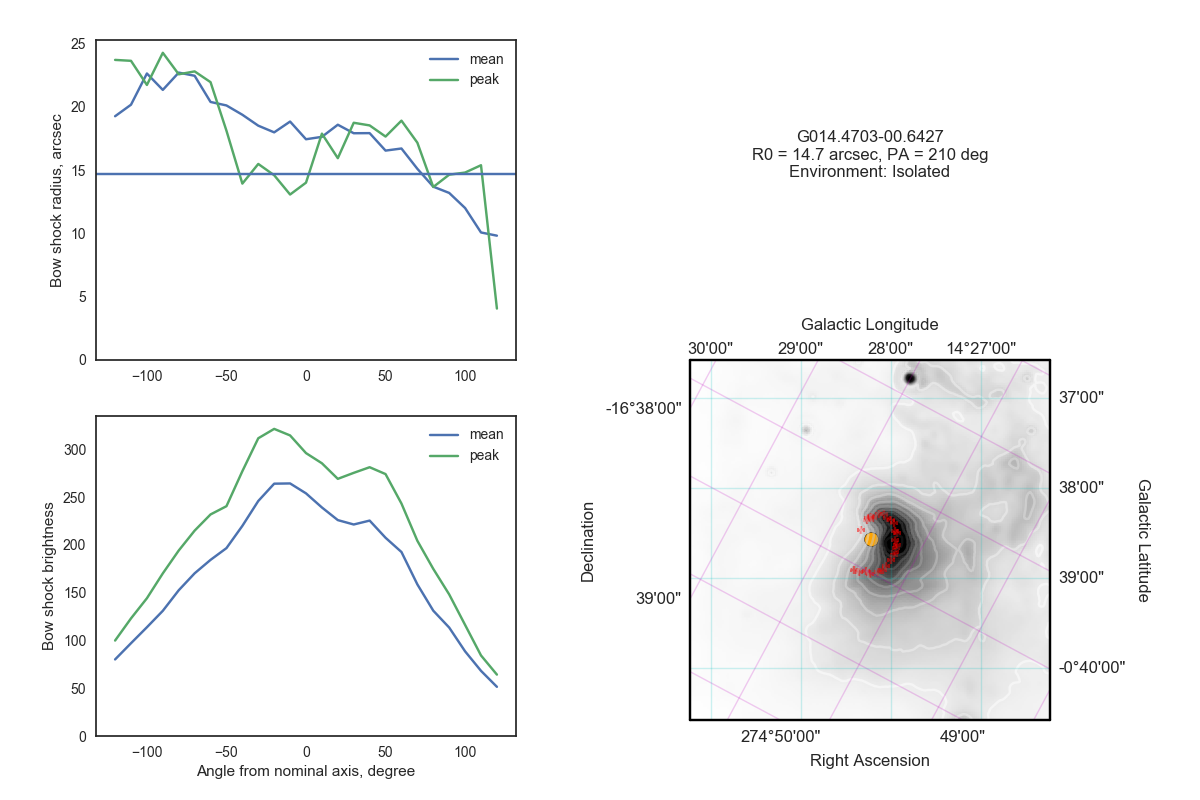 25
20
15
10
5
0
Bow shock radius, arcsec
mean
peak
−100
−50
0
50
100
G014.4703-00.6427
R0 = 14.7 arcsec, PA = 210 deg
Environment: Isolated
300
250
200
150
100
50
0
Bow shock brightness
mean
peak
−100
−50
0
50
100
Angle from nominal axis, degree
Galactic Longitude
30'00"
29'00"
28'00"
14°27'00"
-16°38'00"
39'00"
Declination
37'00"
38'00"
39'00"
-0°40'00"
Galactic Latitude
274°50'00"
49'00"
Right Ascension